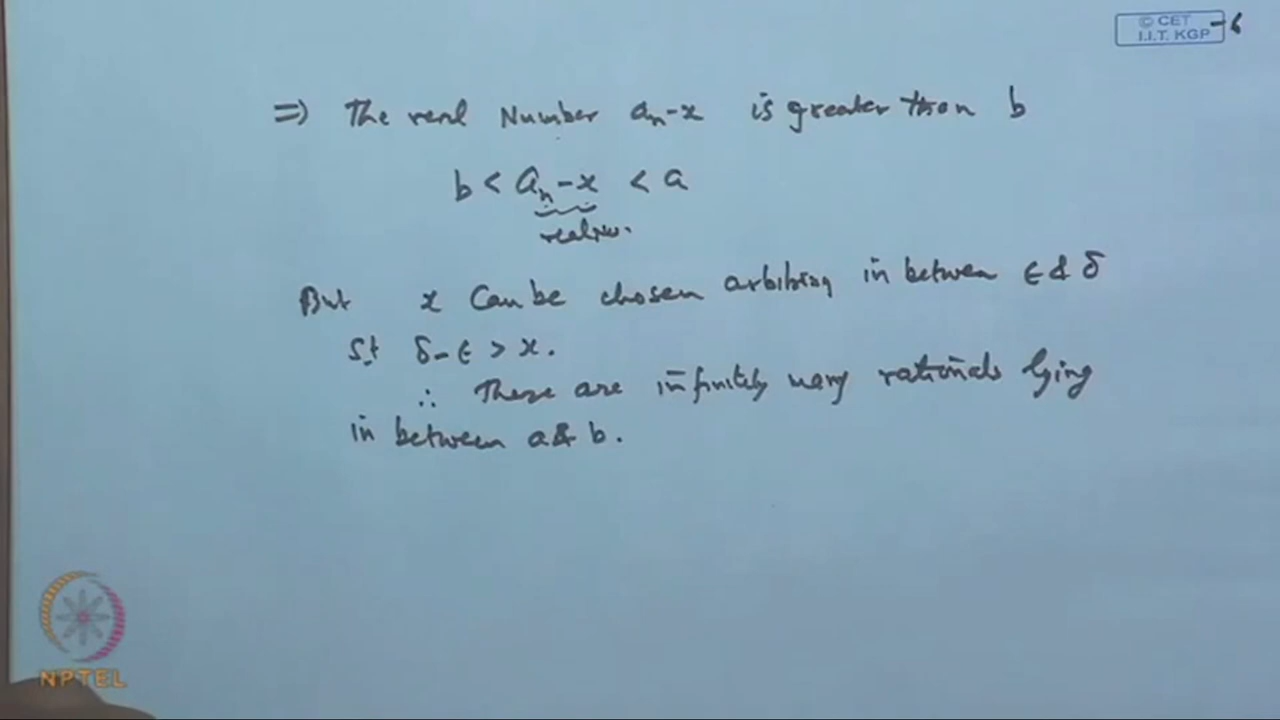 © CET
I.I.T. KGP -6
=) The real Number aₙ-x is greater than b
b < aₙ-x < a
real no.
But x Can be chosen arbitrary in between ϵ & δ
S.t δ-ϵ > x.
∴ There are infinitely many rationals lying
in between a & b.
NPTEL